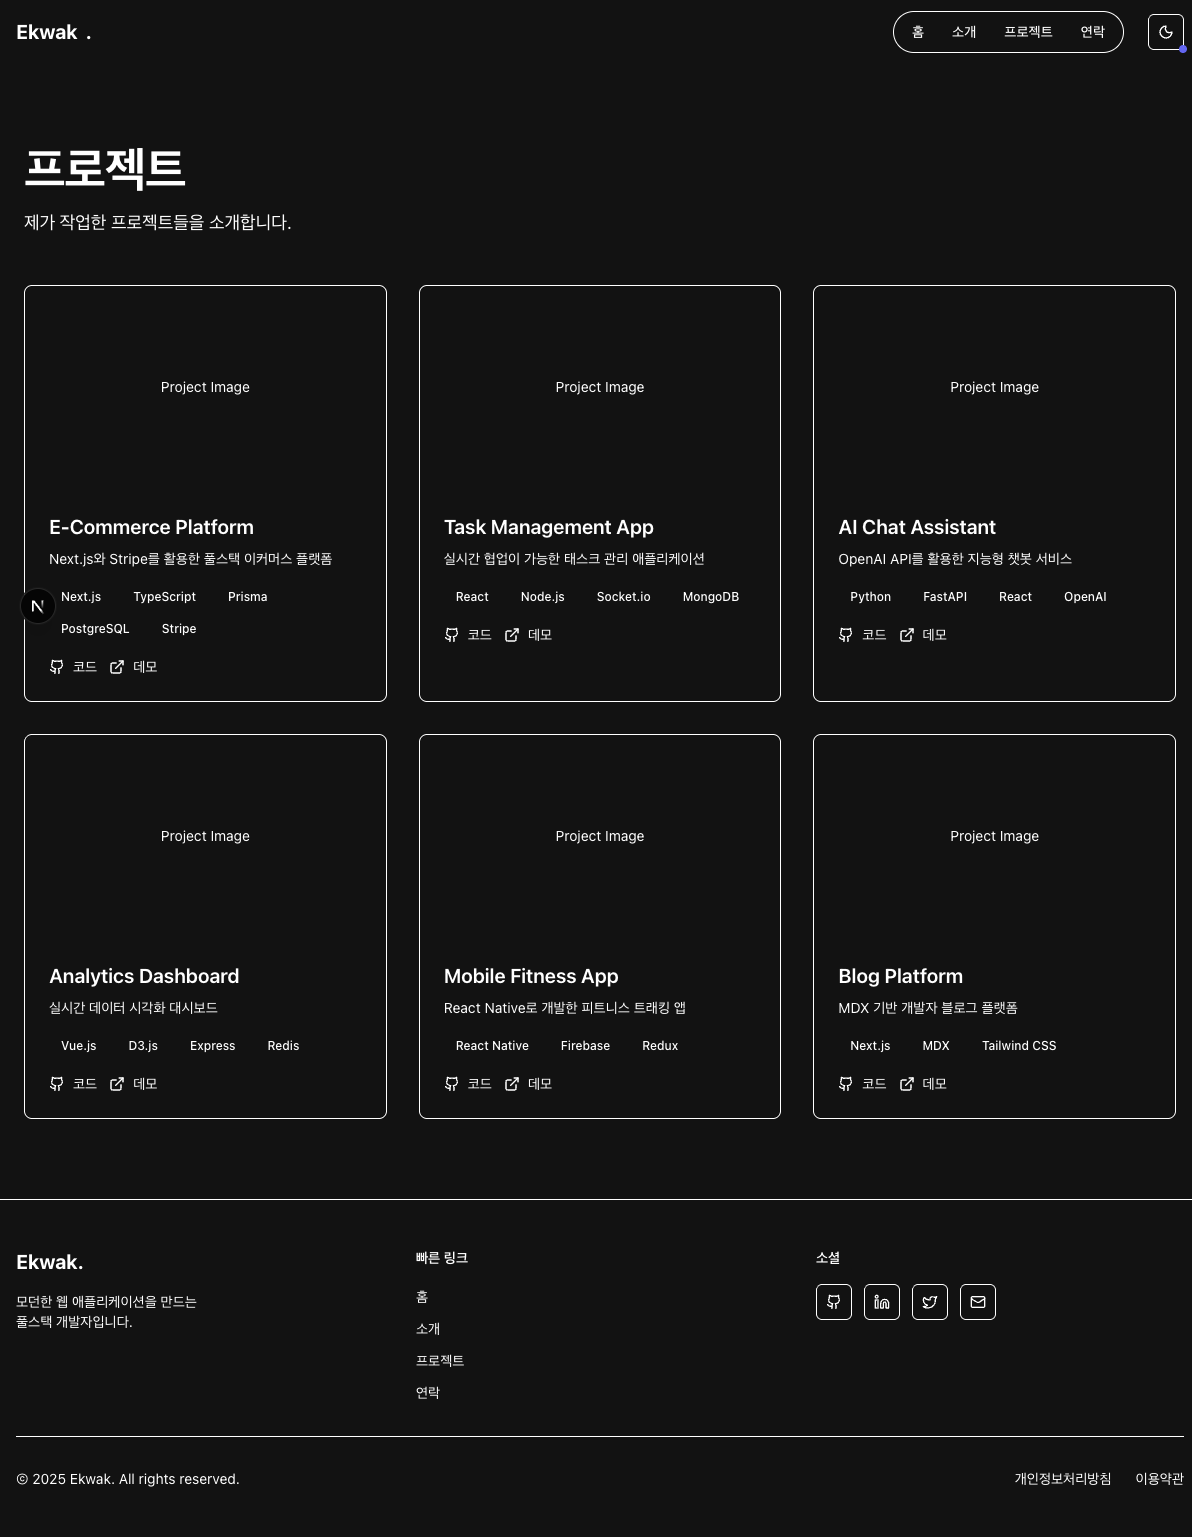 Ekwak .
홈 소개 프로젝트 연락
프로젝트
제가 작업한 프로젝트들을 소개합니다.
Project Image
Project Image
Project Image
E-Commerce Platform
Next.js와 Stripe를 활용한 풀스택 이커머스 플랫폼
Next.js TypeScript Prisma
PostgreSQL Stripe
코드 데모
Task Management App
실시간 협업이 가능한 태스크 관리 애플리케이션
React Node.js Socket.io MongoDB
코드 데모
AI Chat Assistant
OpenAI API를 활용한 지능형 챗봇 서비스
Python FastAPI React OpenAI
코드 데모
N
Project Image
Project Image
Project Image
Analytics Dashboard
실시간 데이터 시각화 대시보드
Vue.js D3.js Express Redis
코드 데모
Mobile Fitness App
React Native로 개발한 피트니스 트래킹 앱
React Native Firebase Redux
코드 데모
Blog Platform
MDX 기반 개발자 블로그 플랫폼
Next.js MDX Tailwind CSS
코드 데모
Ekwak.
모던한 웹 애플리케이션을 만드는
풀스택 개발자입니다.
빠른 링크
홈
소개
프로젝트
연락
소셜
in
© 2025 Ekwak. All rights reserved.
개인정보처리방침 이용약관